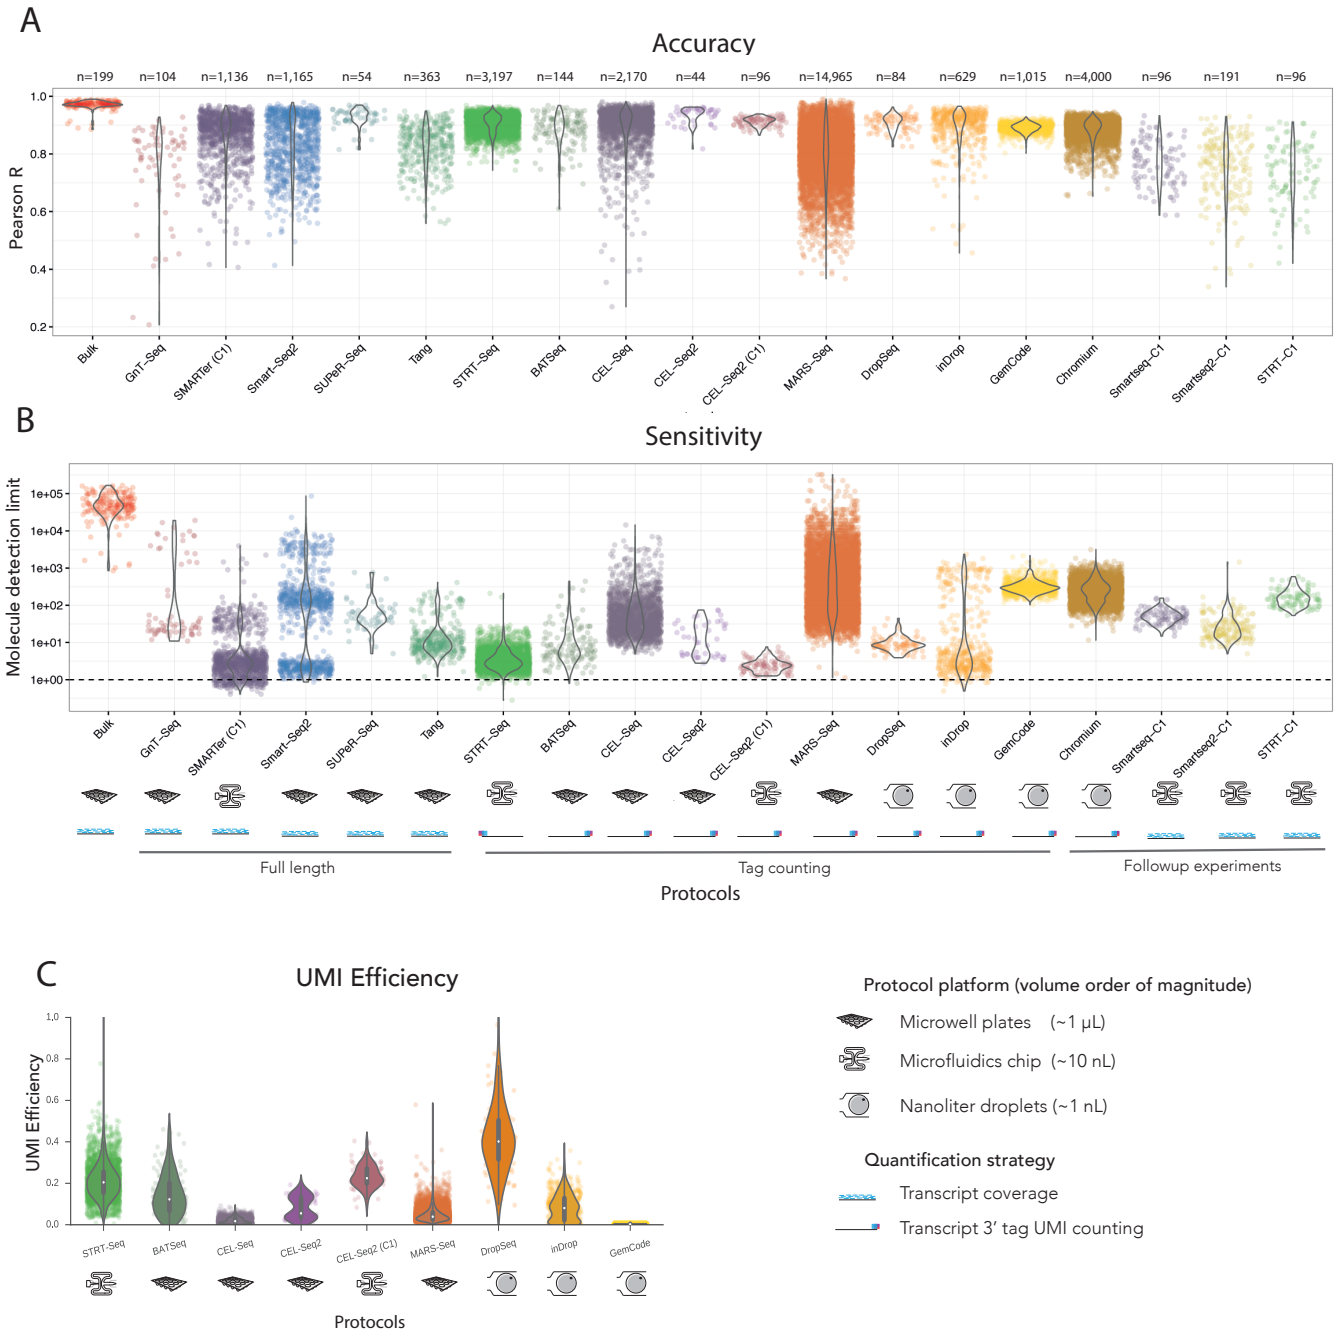 A
Accuracy
n=199 n=104 n=1,136 n=1,165 n=54 n=363 n=3,197 n=144 n=2,170 n=44 n=96 n=14,965 n=84 n=629 n=1,015 n=4,000 n=96 n=191 n=96
Pearson R
1.0
0.8
0.6
0.4
0.2
Bulk GnT-Seq SMARTer (C1) Smart-Seq2 SUPeR-Seq Tang STRT-Seq BATSeq CEL-Seq CEL-Seq2 CEL-Seq2 (C1) MARS-Seq DropSeq inDrop GemCode Chromium Smartseq-C1 Smartseq2-C1 STRT-C1
B
Sensitivity
Molecule detection limit
1e+05
1e+04
1e+03
1e+02
1e+01
1e+00
Bulk GnT-Seq SMARTer (C1) Smart-Seq2 SUPeR-Seq Tang STRT-Seq BATSeq CEL-Seq CEL-Seq2 CEL-Seq2 (C1) MARS-Seq DropSeq inDrop GemCode Chromium Smartseq-C1 Smartseq2-C1 STRT-C1
Full length Tag counting Followup experiments
Protocols
C
UMI Efficiency
UMI Efficiency
1.0
0.8
0.6
0.4
0.2
0.0
STRT-Seq BATSeq CEL-Seq CEL-Seq2 CEL-Seq2 (C1) MARS-Seq DropSeq inDrop GemCode
Protocols
Protocol platform (volume order of magnitude)
Microwell plates (~1 µL)
Microfluidics chip (~10 nL)
Nanoliter droplets (~1 nL)
Quantification strategy
Transcript coverage
Transcript 3′ tag UMI counting